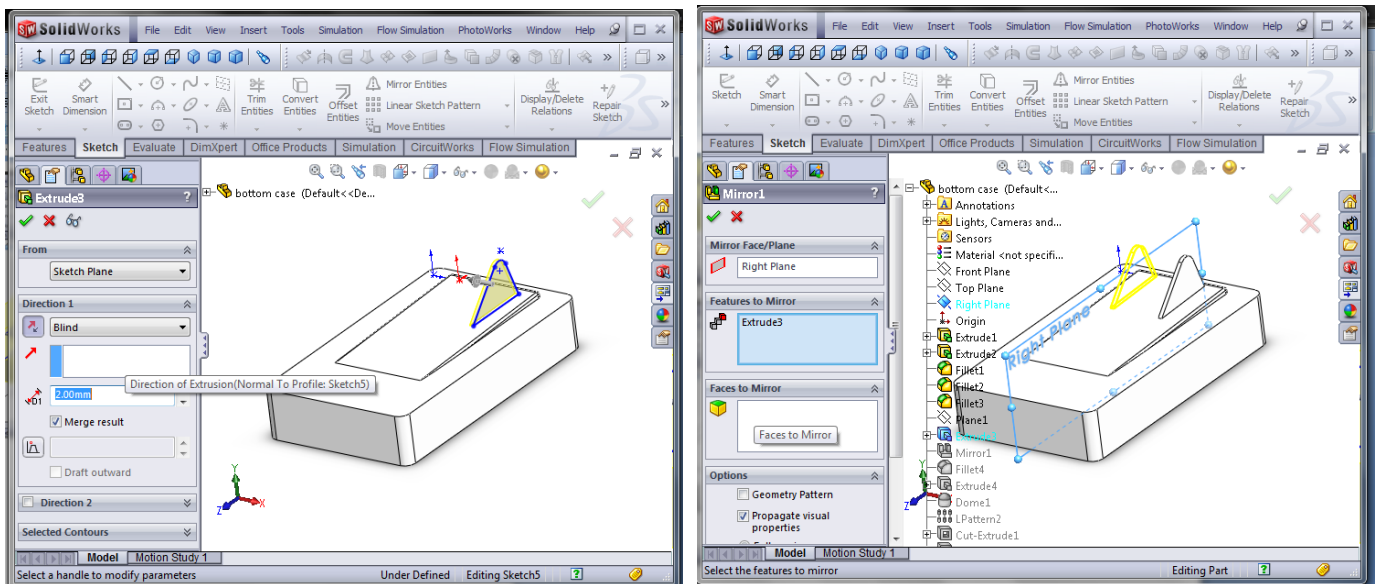 SolidWorks File Edit View Insert Tools Simulation Flow Simulation PhotoWorks Window Help
Exit Sketch Smart Dimension Trim Entities Convert Entities Offset Entities Mirror Entities Linear Sketch Pattern Move Entities Display/Delete Relations Repair Sketch
Features Sketch Evaluate DimXpert Office Products Simulation CircuitWorks Flow Simulation
bottom case (Default<<De...
Extrude3 ?
From
Sketch Plane
Direction 1
Blind
Direction of Extrusion(Normal To Profile: Sketch5)
D1 2.00mm
Merge result
Draft outward
Direction 2
Selected Contours
Y
Z X
Model Motion Study 1
Select a handle to modify parameters Under Defined Editing Sketch5 ?
SolidWorks File Edit View Insert Tools Simulation Flow Simulation PhotoWorks Window Help
Sketch Smart Dimension Trim Entities Convert Entities Offset Entities Mirror Entities Linear Sketch Pattern Move Entities Display/Delete Relations Repair Sketch
Features Sketch Evaluate DimXpert Office Products Simulation CircuitWorks Flow Simulation
Mirror1 ?
Mirror Face/Plane
Right Plane
Features to Mirror
Extrude3
Faces to Mirror
Faces to Mirror
Options
Geometry Pattern
Propagate visual
properties
bottom case (Default<...
Annotations
Lights, Cameras and...
Sensors
Material <not specifi...
Front Plane
Top Plane
Right Plane
Origin
Extrude1
Extrude2
Fillet1
Fillet2
Fillet3
Plane1
Extrude3
Mirror1
Fillet4
Extrude4
Dome1
LPattern2
Cut-Extrude1
Right Plane
Y
Z X
Model Motion Study 1
Select the features to mirror Editing Part ?